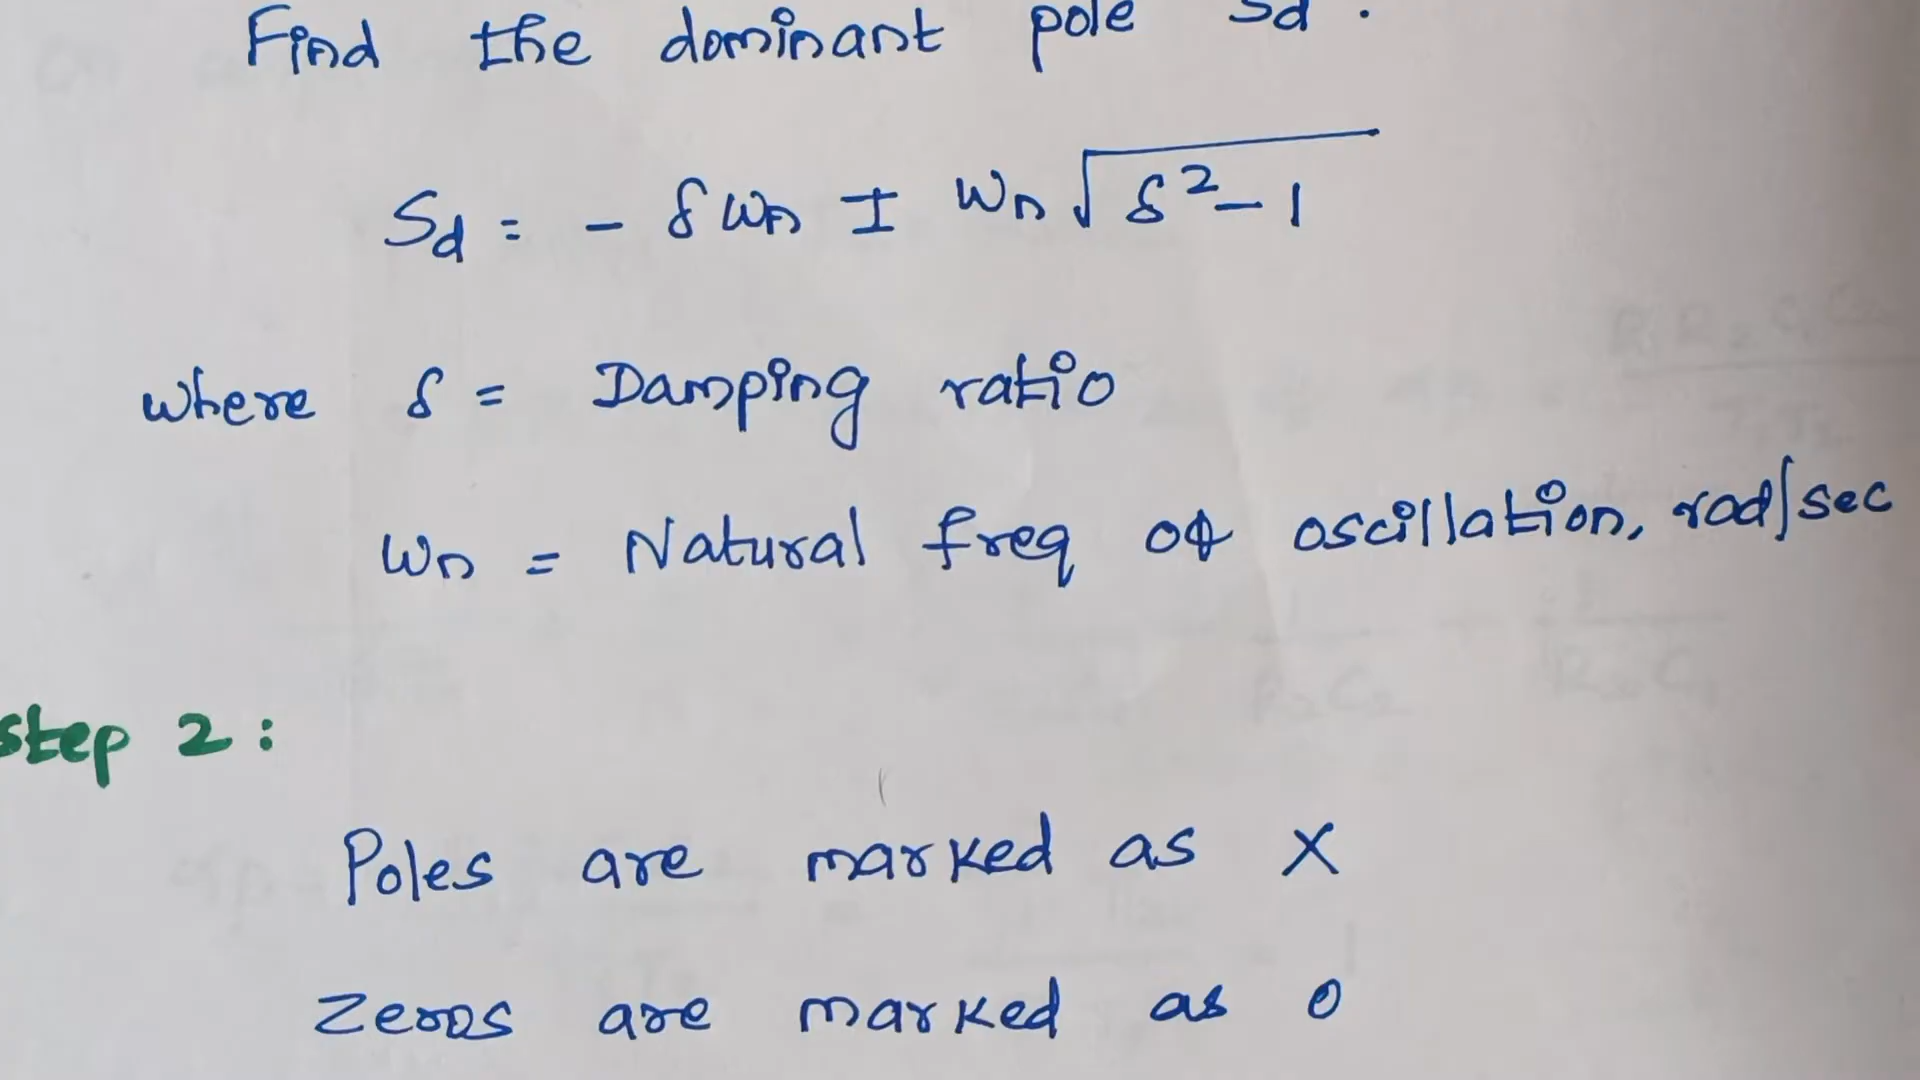 Find the dominant pole Sd.
Sd = - δ Wn ± Wn √δ² - 1
where δ = Damping ratio
Wn = Natural freq of oscillation, rad/sec
Step 2 :
Poles are marked as X
Zeros are marked as O